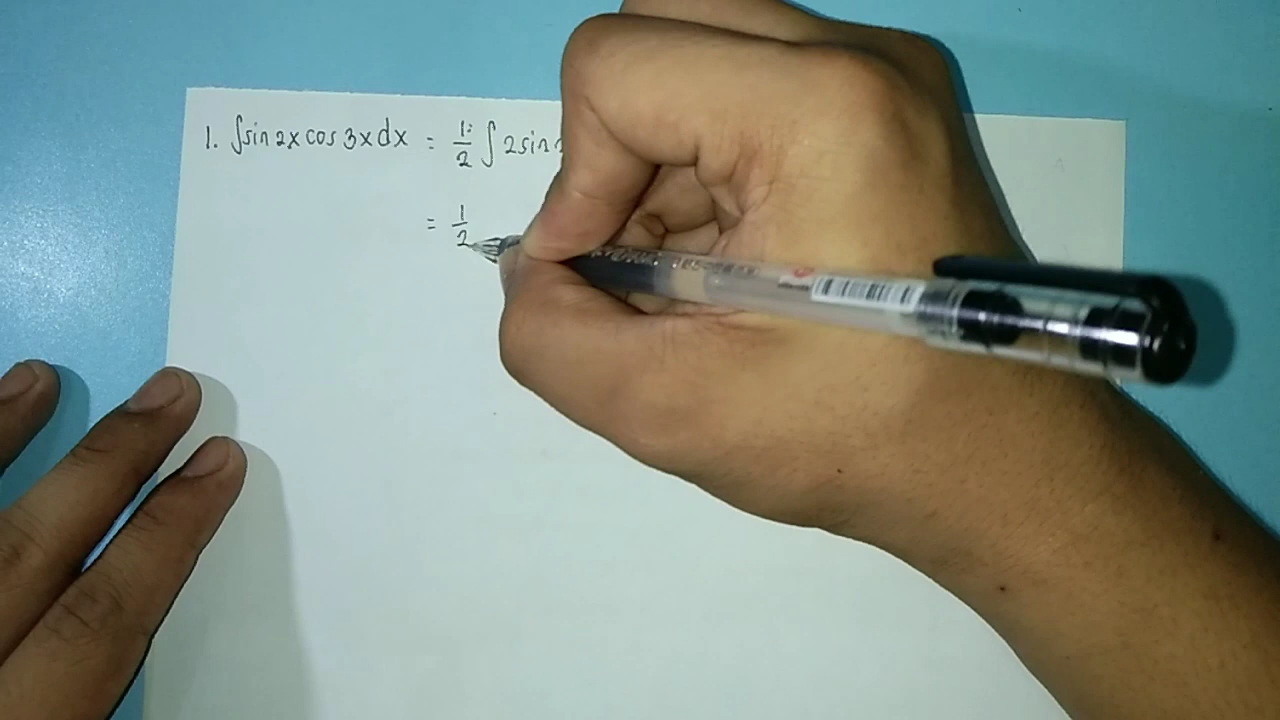 1. ∫sin 2x cos 3x dx = 1/2 ∫ 2sin
= 1/2